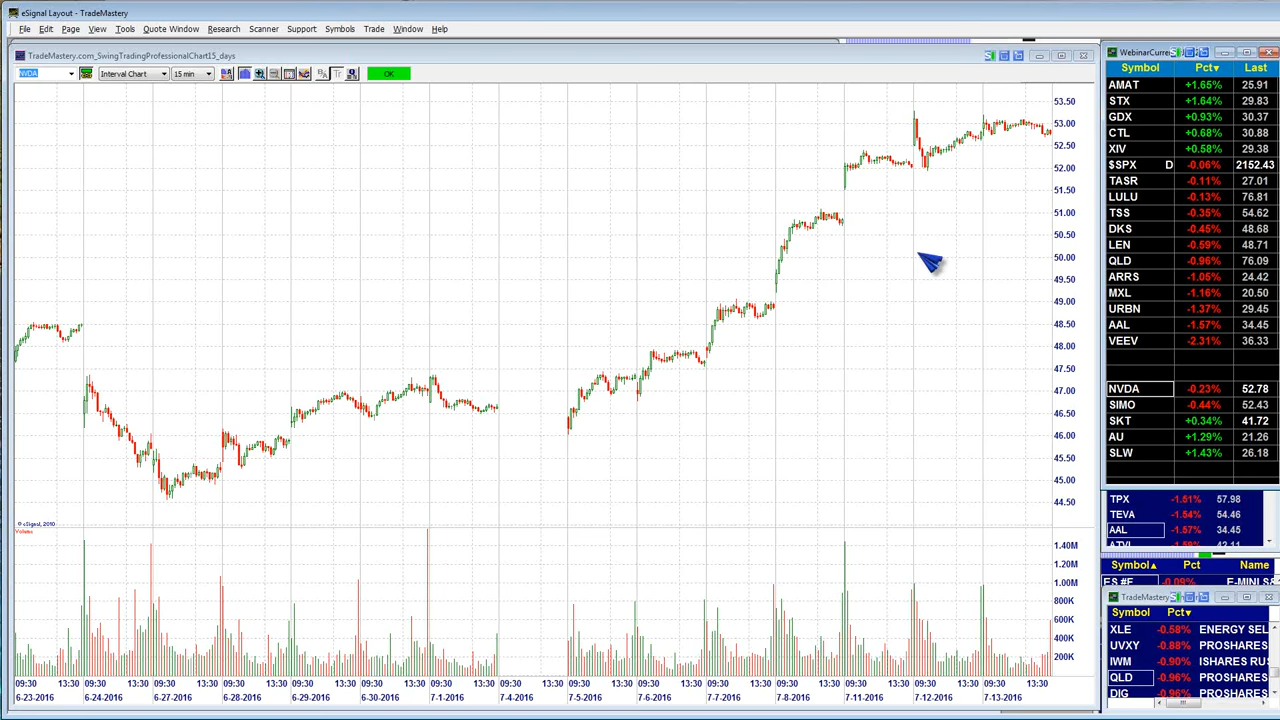 eSignal Layout - TradeMastery
File Edit Page View Tools Quote Window Research Scanner Support Symbols Trade Window Help
TradeMastery.com_SwingTradingProfessionalChart15_days
NVDA Interval Chart 15 min OK
53.50
53.00
52.50
52.00
51.50
51.00
50.50
50.00
49.50
49.00
48.50
48.00
47.50
47.00
46.50
46.00
45.50
45.00
44.50
© eSignal, 2010
Volume
1.40M
1.20M
1.00M
800K
600K
400K
200K
09:30 13:30 09:30 13:30 09:30 13:30 09:30 13:30 09:30 13:30 09:30 13:30 09:30 13:30 09:30 13:30 09:30 13:30 09:30 13:30 09:30 13:30 09:30 13:30 09:30 13:30 09:30 13:30 09:30 13:30
6-23-2016 6-24-2016 6-27-2016 6-28-2016 6-29-2016 6-30-2016 7-1-2016 7-4-2016 7-5-2016 7-6-2016 7-7-2016 7-8-2016 7-11-2016 7-12-2016 7-13-2016
WebinarCurre
Symbol Pct▼ Last
AMAT +1.65% 25.91
STX +1.64% 29.83
GDX +0.93% 30.37
CTL +0.68% 30.88
XIV +0.58% 29.38
$SPX D -0.06% 2152.43
TASR -0.11% 27.01
LULU -0.13% 76.81
TSS -0.35% 54.62
DKS -0.45% 48.68
LEN -0.59% 48.71
QLD -0.96% 76.09
ARRS -1.05% 24.42
MXL -1.16% 20.50
URBN -1.37% 29.45
AAL -1.57% 34.45
VEEV -2.31% 36.33
NVDA -0.23% 52.78
SIMO -0.44% 52.43
SKT +0.34% 41.72
AU +1.29% 21.26
SLW +1.43% 26.18
TPX -1.51% 57.98
TEVA -1.54% 54.46
AAL -1.57% 34.45
ATVI -1.59% 42.11
Symbol▲ Pct Name
ES #F -0.09% E-MINI S&
TradeMastery
Symbol Pct▼
XLE -0.58% ENERGY SEL
UVXY -0.88% PROSHARES
IWM -0.90% ISHARES RUS
QLD -0.96% PROSHARES
DIG -0.96% PROSHARES